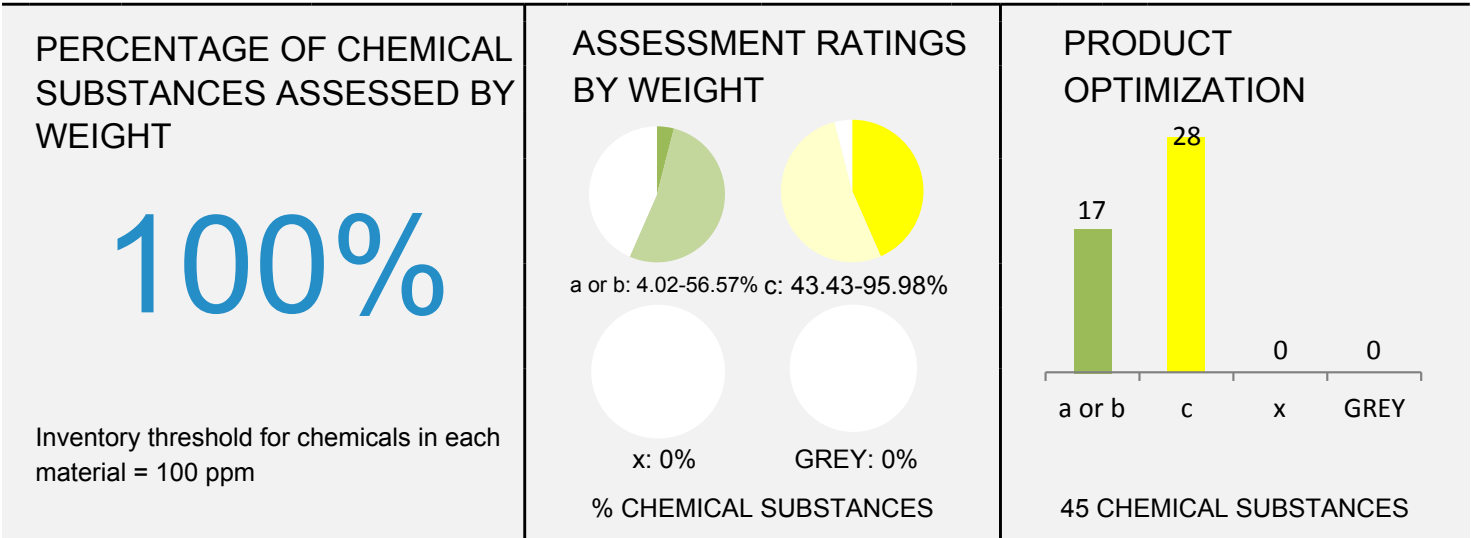 PERCENTAGE OF CHEMICAL
SUBSTANCES ASSESSED BY
WEIGHT
100%
Inventory threshold for chemicals in each
material = 100 ppm
ASSESSMENT RATINGS
BY WEIGHT
a or b: 4.02-56.57%
c: 43.43-95.98%
x: 0%
GREY: 0%
% CHEMICAL SUBSTANCES
PRODUCT
OPTIMIZATION
17
28
0
0
a or b
c
x
GREY
45 CHEMICAL SUBSTANCES